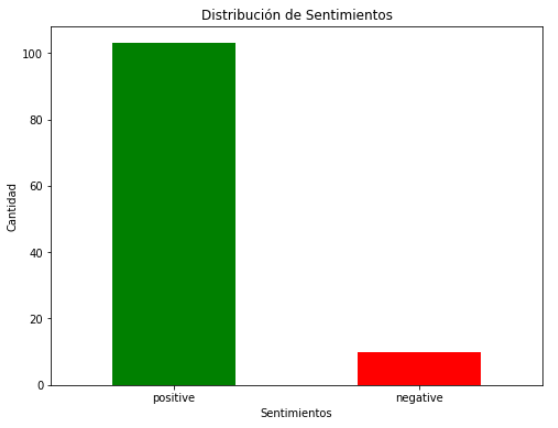 Distribución de Sentimientos
100
80
60
40
20
0
Cantidad
positive
negative
Sentimientos